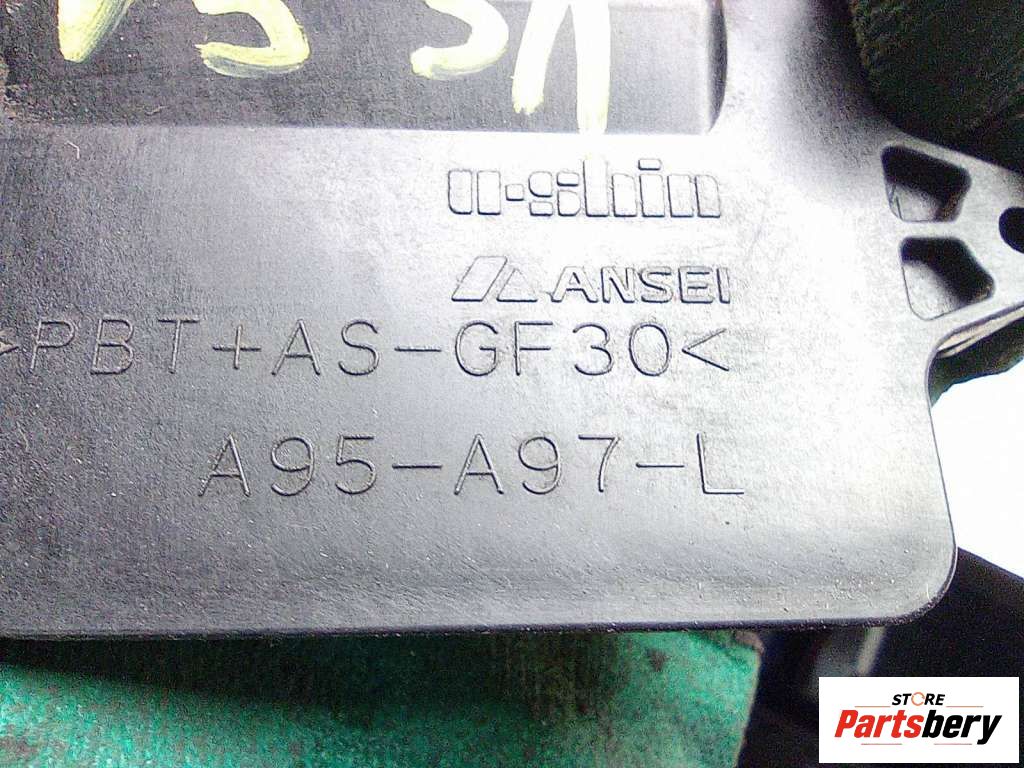 u-shin
ANSEI
>PBT+AS-GF30<
A95-A97-L
STORE
Partsbery